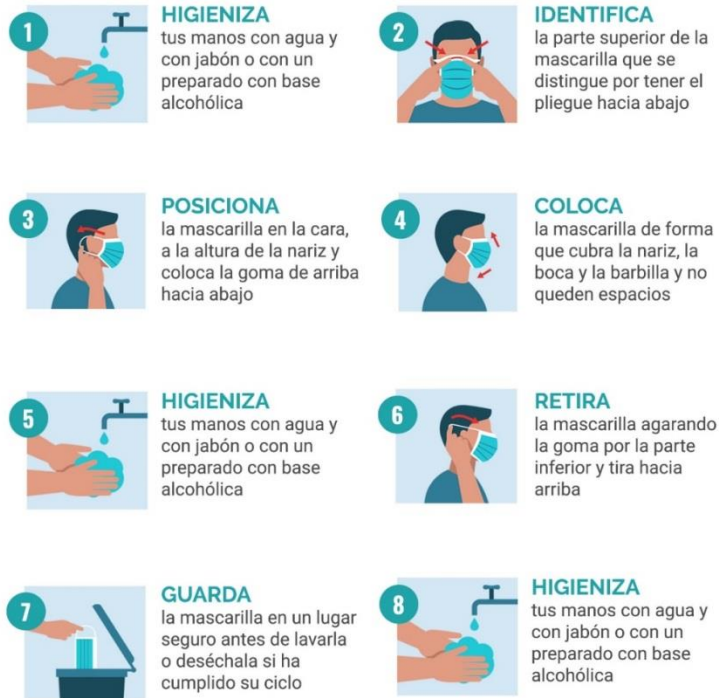 1
HIGIENIZA
tus manos con agua y
con jabón o con un
preparado con base
alcohólica
2
IDENTIFICA
la parte superior de la
mascarilla que se
distingue por tener el
pliegue hacia abajo
3
POSICIONA
la mascarilla en la cara,
a la altura de la nariz y
coloca la goma de arriba
hacia abajo
4
COLOCA
la mascarilla de forma
que cubra la nariz, la
boca y la barbilla y no
queden espacios
5
HIGIENIZA
tus manos con agua y
con jabón o con un
preparado con base
alcohólica
6
RETIRA
la mascarilla agarando
la goma por la parte
inferior y tira hacia
arriba
7
GUARDA
la mascarilla en un lugar
seguro antes de lavarla
o deséchala si ha
cumplido su ciclo
8
HIGIENIZA
tus manos con agua y
con jabón o con un
preparado con base
alcohólica